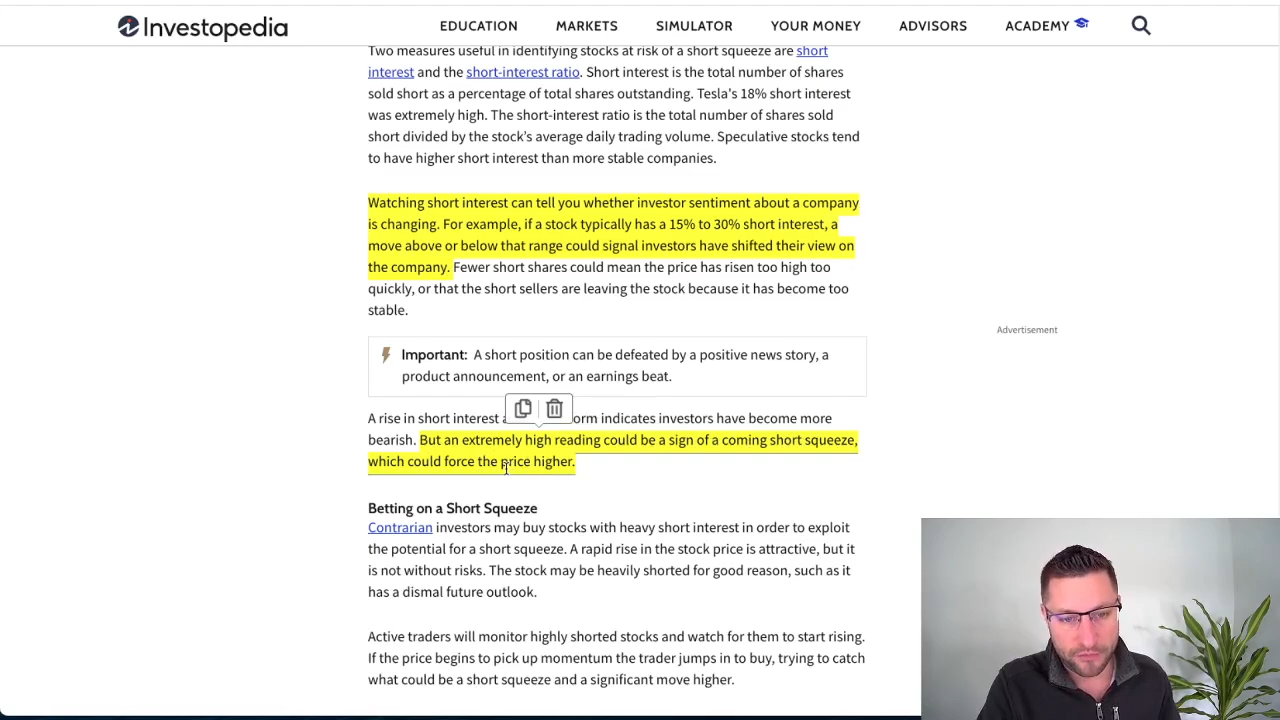 Investopedia
EDUCATION MARKETS SIMULATOR YOUR MONEY ADVISORS ACADEMY
Two measures useful in identifying stocks at risk of a short squeeze are short
interest and the short-interest ratio. Short interest is the total number of shares
sold short as a percentage of total shares outstanding. Tesla's 18% short interest
was extremely high. The short-interest ratio is the total number of shares sold
short divided by the stock’s average daily trading volume. Speculative stocks tend
to have higher short interest than more stable companies.
Watching short interest can tell you whether investor sentiment about a company
is changing. For example, if a stock typically has a 15% to 30% short interest, a
move above or below that range could signal investors have shifted their view on
the company. Fewer short shares could mean the price has risen too high too
quickly, or that the short sellers are leaving the stock because it has become too
stable.
Advertisement
Important: A short position can be defeated by a positive news story, a
product announcement, or an earnings beat.
A rise in short interest indicates investors have become more
bearish. But an extremely high reading could be a sign of a coming short squeeze,
which could force the price higher.
Betting on a Short Squeeze
Contrarian investors may buy stocks with heavy short interest in order to exploit
the potential for a short squeeze. A rapid rise in the stock price is attractive, but it
is not without risks. The stock may be heavily shorted for good reason, such as it
has a dismal future outlook.
Active traders will monitor highly shorted stocks and watch for them to start rising.
If the price begins to pick up momentum the trader jumps in to buy, trying to catch
what could be a short squeeze and a significant move higher.